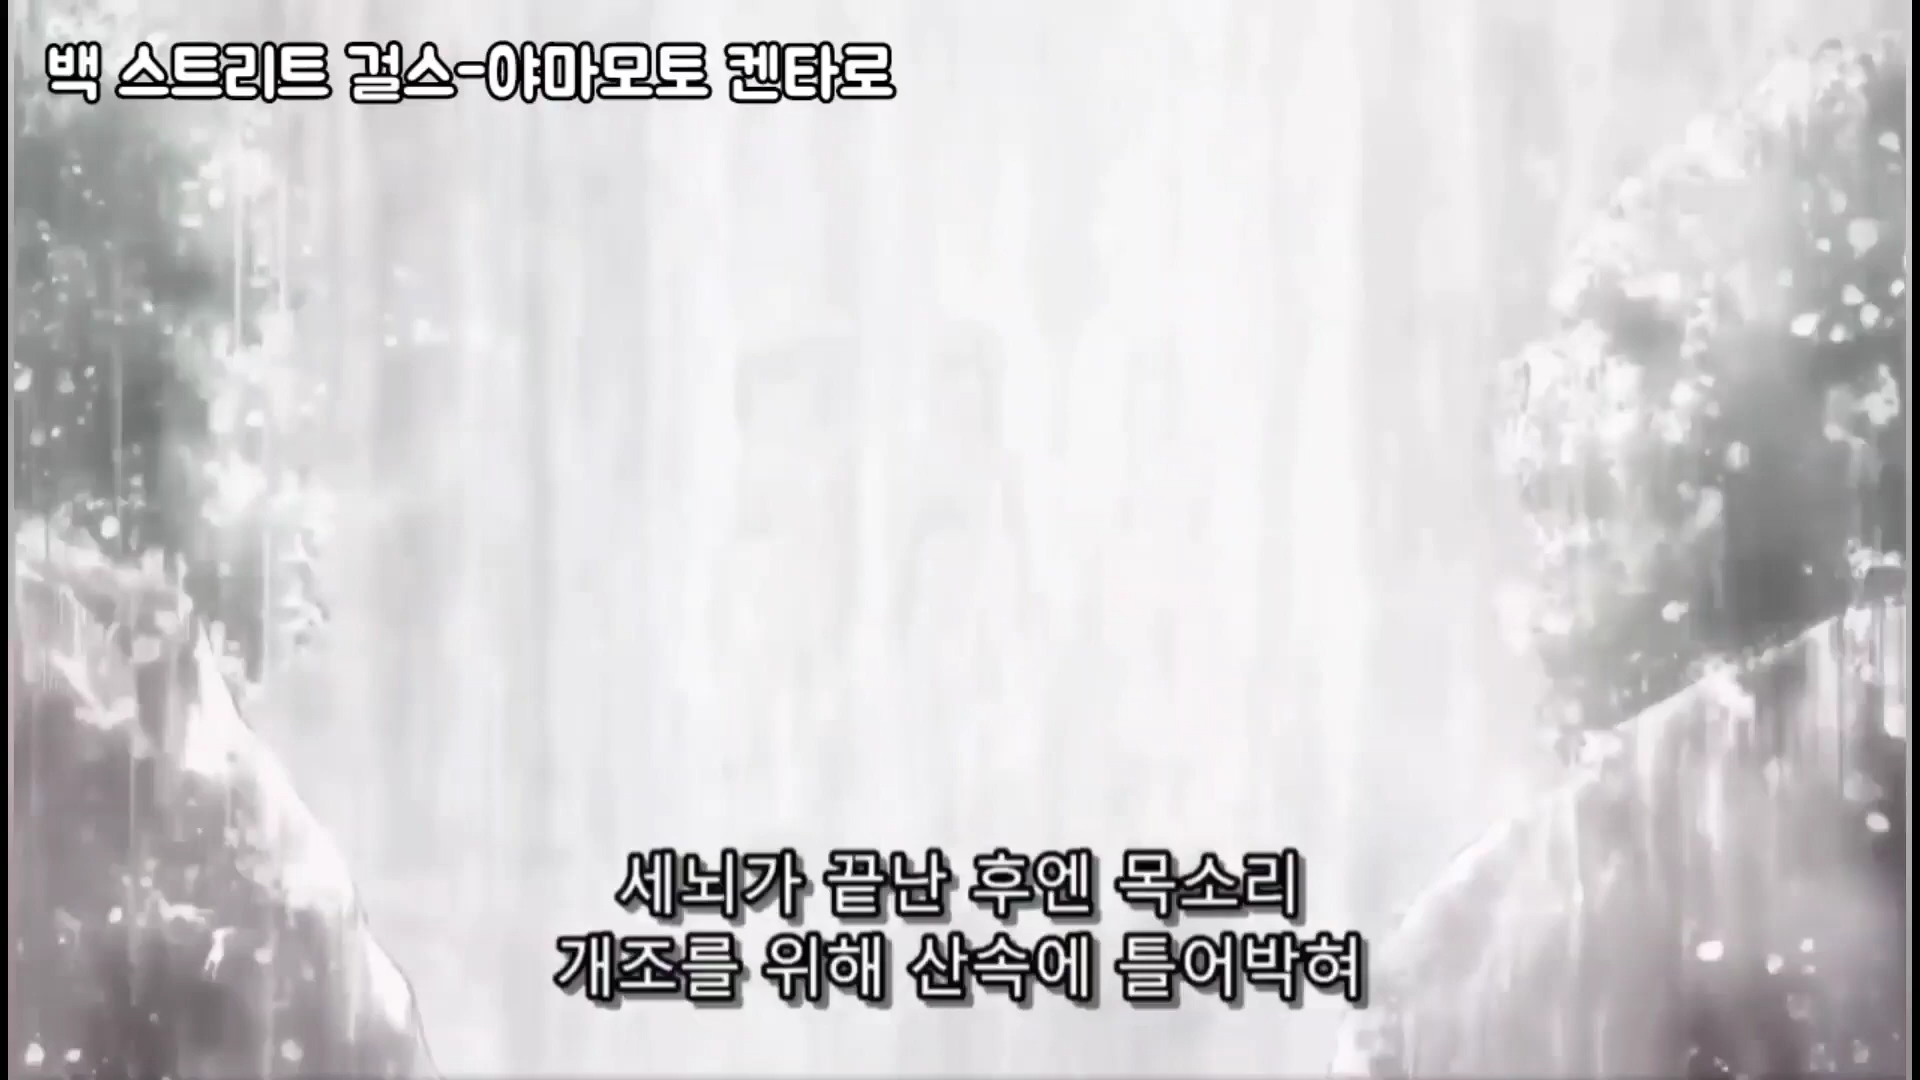 백 스트리트 걸스-야마모토 켄타로
세뇌가 끝난 후엔 목소리
개조를 위해 산속에 틀어박혀